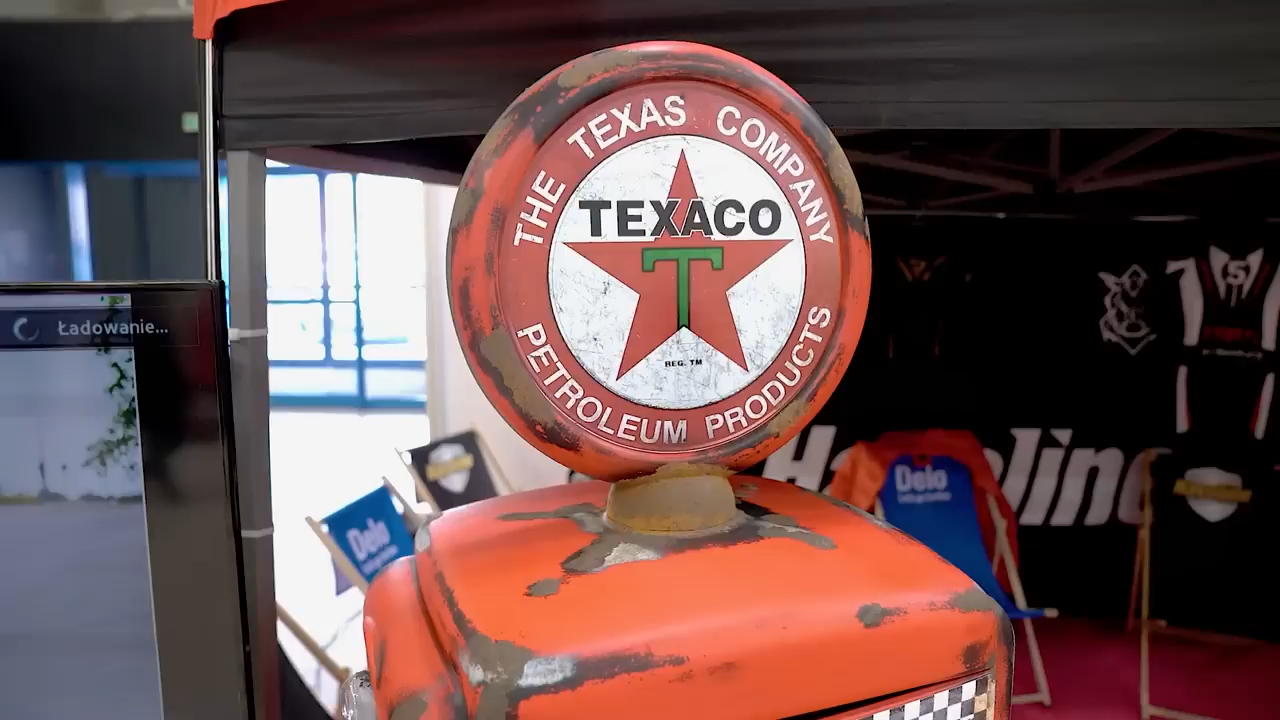 THE TEXAS COMPANY
TEXACO
T
REG. TM
PETROLEUM PRODUCTS
Ładowanie...
Delo
Delo